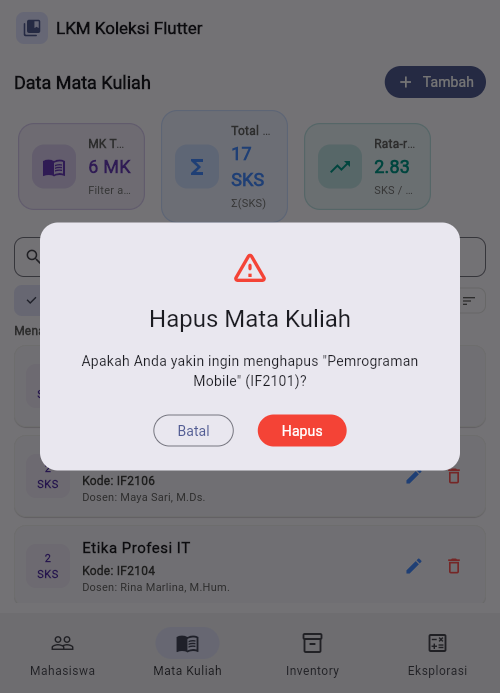 LKM Koleksi Flutter
Data Mata Kuliah
Tambah
MK T...
6 MK
Filter a...
Total ...
17
SKS
Σ(SKS)
Rata-r...
2.83
SKS / ...
Mena
Hapus Mata Kuliah
Apakah Anda yakin ingin menghapus "Pemrograman
Mobile" (IF2101)?
Batal
Hapus
2
SKS
Kode: IF2106
Dosen: Maya Sari, M.Ds.
2
SKS
Etika Profesi IT
Kode: IF2104
Dosen: Rina Marlina, M.Hum.
Mahasiswa
Mata Kuliah
Inventory
Eksplorasi